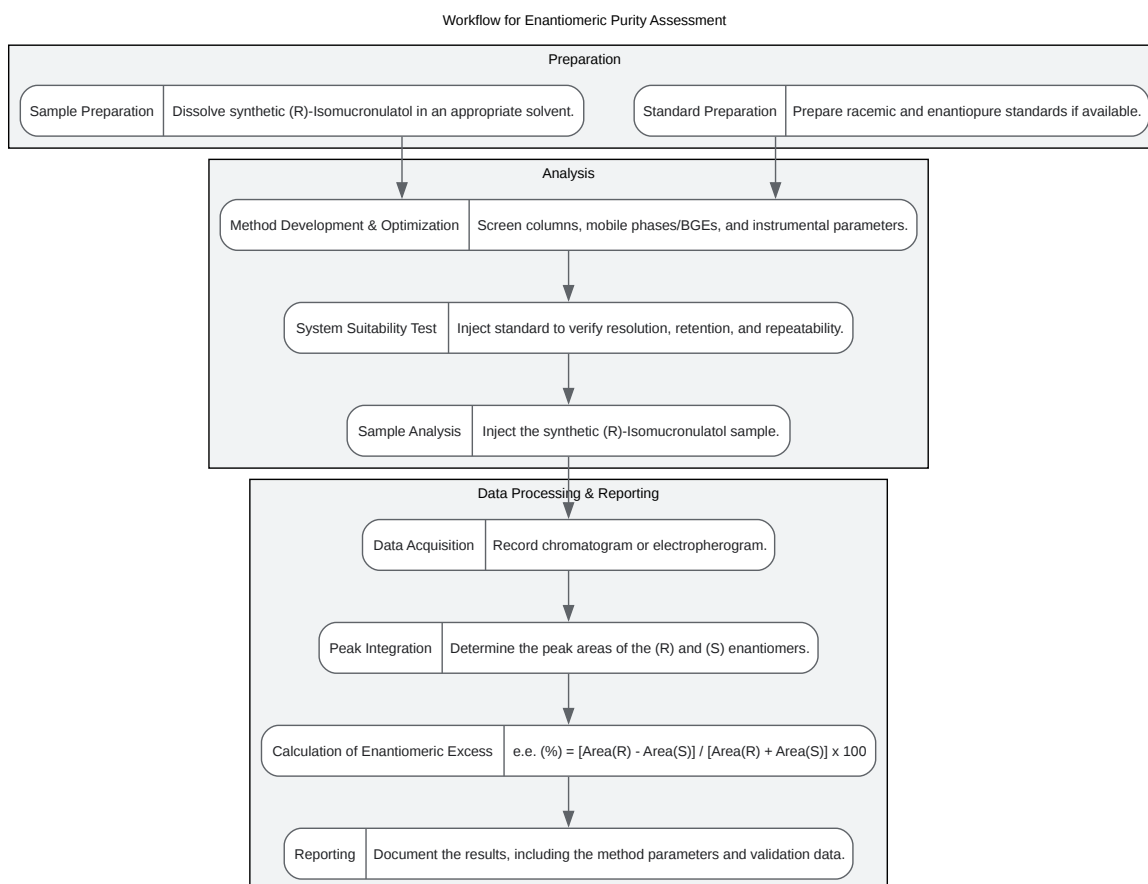 Workflow for Enantiomeric Purity Assessment
Preparation
Sample Preparation
Dissolve synthetic (R)-Isomucronulatol in an appropriate solvent.
Standard Preparation
Prepare racemic and enantiopure standards if available.
Analysis
Method Development & Optimization
Screen columns, mobile phases/BGEs, and instrumental parameters.
System Suitability Test
Inject standard to verify resolution, retention, and repeatability.
Sample Analysis
Inject the synthetic (R)-Isomucronulatol sample.
Data Processing & Reporting
Data Acquisition
Record chromatogram or electropherogram.
Peak Integration
Determine the peak areas of the (R) and (S) enantiomers.
Calculation of Enantiomeric Excess
e.e. (%) = [Area(R) - Area(S)] / [Area(R) + Area(S)] x 100
Reporting
Document the results, including the method parameters and validation data.